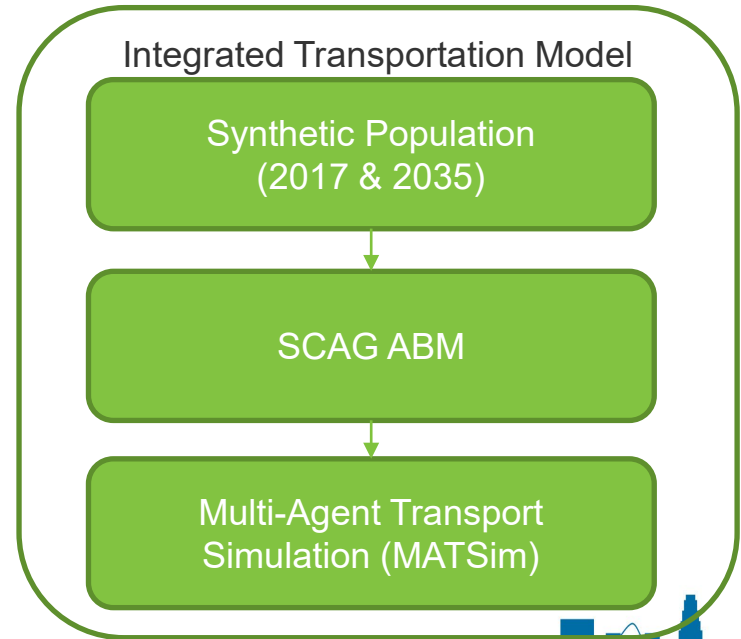 Integrated Transportation Model
Synthetic Population
(2017 & 2035)
SCAG ABM
Multi-Agent Transport
Simulation (MATSim)